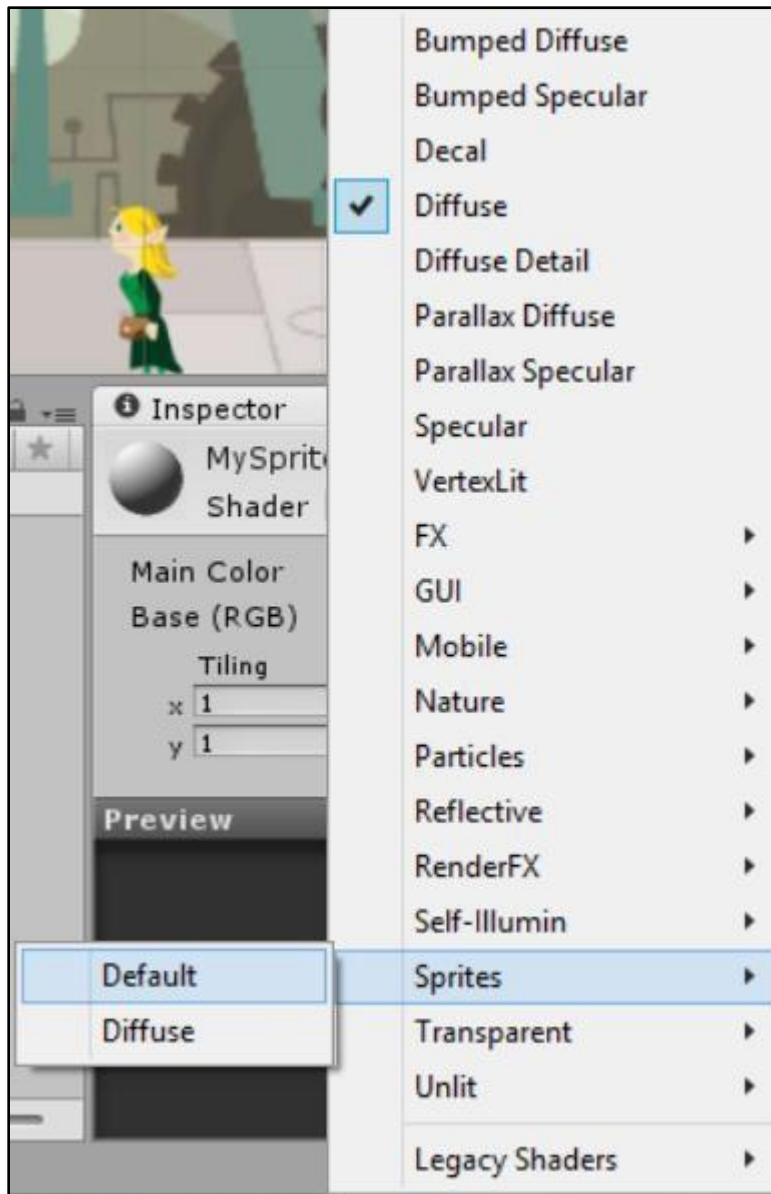 Bumped Diffuse
Bumped Specular
Decal
Diffuse
Diffuse Detail
Parallax Diffuse
Parallax Specular
Specular
VertexLit
FX
GUI
Mobile
Nature
Particles
Reflective
RenderFX
Self-Illumin
Sprites
Transparent
Unlit
Legacy Shaders
Inspector
MySprit
Shader
Main Color
Base (RGB)
Tiling
x 1
y 1
Preview
Default
Diffuse